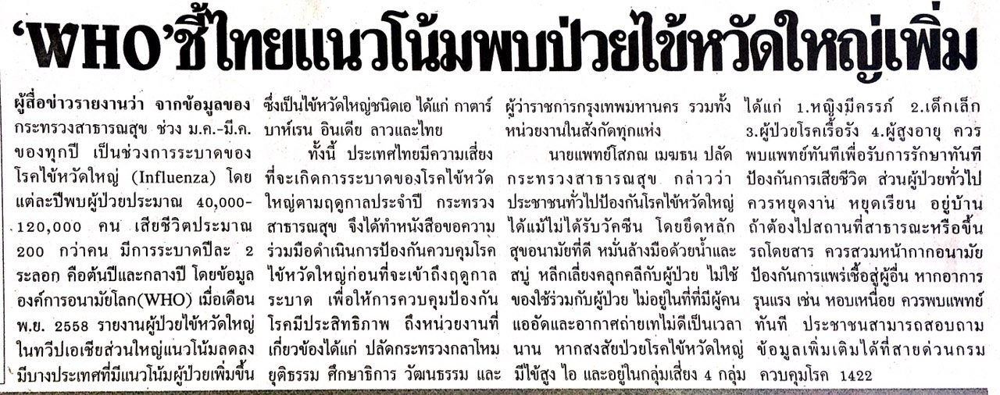 ‘WHO’ชี้ไทยแนวโน้มพบป่วยไข้หวัดใหญ่เพิ่ม
ผู้สื่อข่าวรายงานว่า จากข้อมูลของ
กระทรวงสาธารณสุข ช่วง ม.ค.-มี.ค.
ของทุกปี เป็นช่วงการระบาดของ
โรคไข้หวัดใหญ่ (Influenza) โดย
แต่ละปีพบผู้ป่วยประมาณ 40,000-
120,000 คน เสียชีวิตประมาณ
200 กว่าคน มีการระบาดปีละ 2
ระลอก คือต้นปีและกลางปี โดยข้อมูล
องค์การอนามัยโลก(WHO) เมื่อเดือน
พ.ย. 2558 รายงานผู้ป่วยไข้หวัดใหญ่
ในทวีปเอเชียส่วนใหญ่แนวโน้มลดลง
มีบางประเทศที่มีแนวโน้มผู้ป่วยเพิ่มขึ้น
ซึ่งเป็นไข้หวัดใหญ่ชนิดเอ ได้แก่ กาตาร์
บาห์เรน อินเดีย ลาวและไทย
ทั้งนี้ ประเทศไทยมีความเสี่ยง
ที่จะเกิดการระบาดของโรคไข้หวัด
ใหญ่ตามฤดูกาลประจำปี กระทรวง
สาธารณสุข จึงได้ทำหนังสือขอความ
ร่วมมือดำเนินการป้องกันควบคุมโรค
ไข้หวัดใหญ่ก่อนที่จะเข้าถึงฤดูกาล
ระบาด เพื่อให้การควบคุมป้องกัน
โรคมีประสิทธิภาพ ถึงหน่วยงานที่
เกี่ยวข้องได้แก่ ปลัดกระทรวงกลาโหม
ยุติธรรม ศึกษาธิการ วัฒนธรรม และ
ผู้ว่าราชการกรุงเทพมหานคร รวมทั้ง
หน่วยงานในสังกัดทุกแห่ง
นายแพทย์โสภณ เมฆธน ปลัด
กระทรวงสาธารณสุข กล่าวว่า
ประชาชนทั่วไปป้องกันโรคไข้หวัดใหญ่
ได้แม้ไม่ได้รับวัคซีน โดยยึดหลัก
สุขอนามัยที่ดี หมั่นล้างมือด้วยน้ำและ
สบู่ หลีกเลี่ยงคลุกคลีกับผู้ป่วย ไม่ใช้
ของใช้ร่วมกับผู้ป่วย ไม่อยู่ในที่ที่มีผู้คน
แออัดและอากาศถ่ายเทไม่ดีเป็นเวลา
นาน หากสงสัยป่วยโรคไข้หวัดใหญ่
มีไข้สูง ไอ และอยู่ในกลุ่มเสี่ยง 4 กลุ่ม
ได้แก่ 1.หญิงมีครรภ์ 2.เด็กเล็ก
3.ผู้ป่วยโรคเรื้อรัง 4.ผู้สูงอายุ ควร
พบแพทย์ทันทีเพื่อรับการรักษาทันที
ป้องกันการเสียชีวิต ส่วนผู้ป่วยทั่วไป
ควรหยุดงาน หยุดเรียน อยู่บ้าน
ถ้าต้องไปสถานที่สาธารณะหรือขึ้น
รถโดยสาร ควรสวมหน้ากากอนามัย
ป้องกันการแพร่เชื้อสู่ผู้อื่น หากอาการ
รุนแรง เช่น หอบเหนื่อย ควรพบแพทย์
ทันที ประชาชนสามารถสอบถาม
ข้อมูลเพิ่มเติมได้ที่สายด่วนกรม
ควบคุมโรค 1422